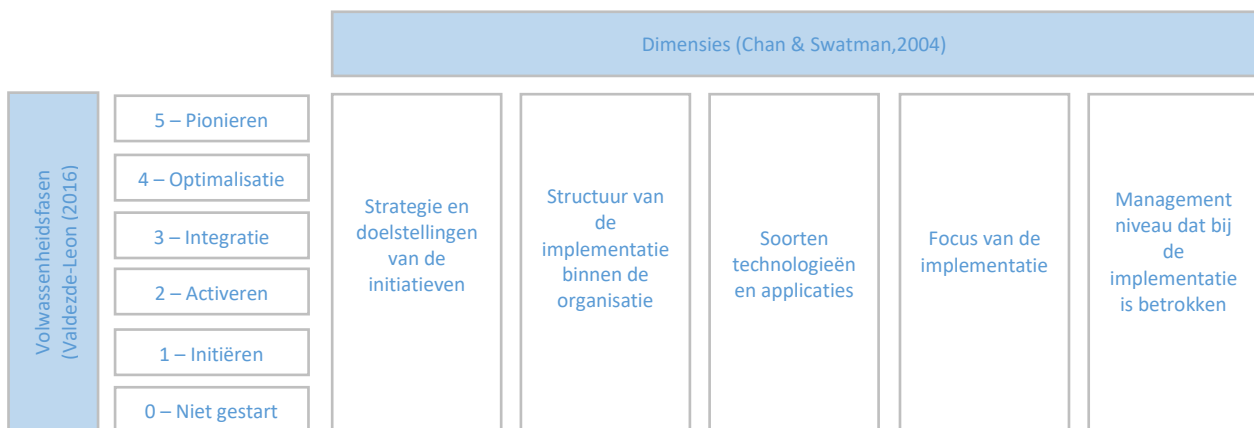 Dimensies (Chan & Swatman,2004)
Volwassenheidsfasen
(Valdezde-Leon (2016)
5 – Pionieren
4 – Optimalisatie
3 – Integratie
2 – Activeren
1 – Initiëren
0 – Niet gestart
Strategie en
doelstellingen
van de
initiatieven
Structuur van
de
implementatie
binnen de
organisatie
Soorten
technologieën
en applicaties
Focus van de
implementatie
Management
niveau dat bij
de
implementatie
is betrokken